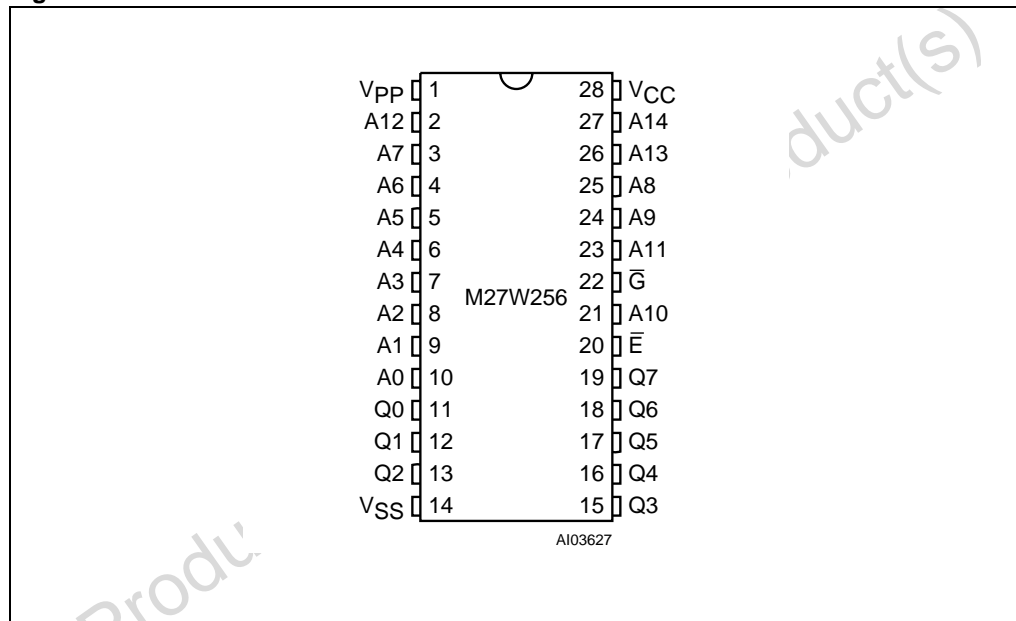 VPP 1 28 VCC
A12 2 27 A14
A7 3 26 A13
A6 4 25 A8
A5 5 24 A9
A4 6 23 A11
A3 7 22 G̅
M27W256
A2 8 21 A10
A1 9 20 E̅
A0 10 19 Q7
Q0 11 18 Q6
Q1 12 17 Q5
Q2 13 16 Q4
VSS 14 15 Q3
AI03627